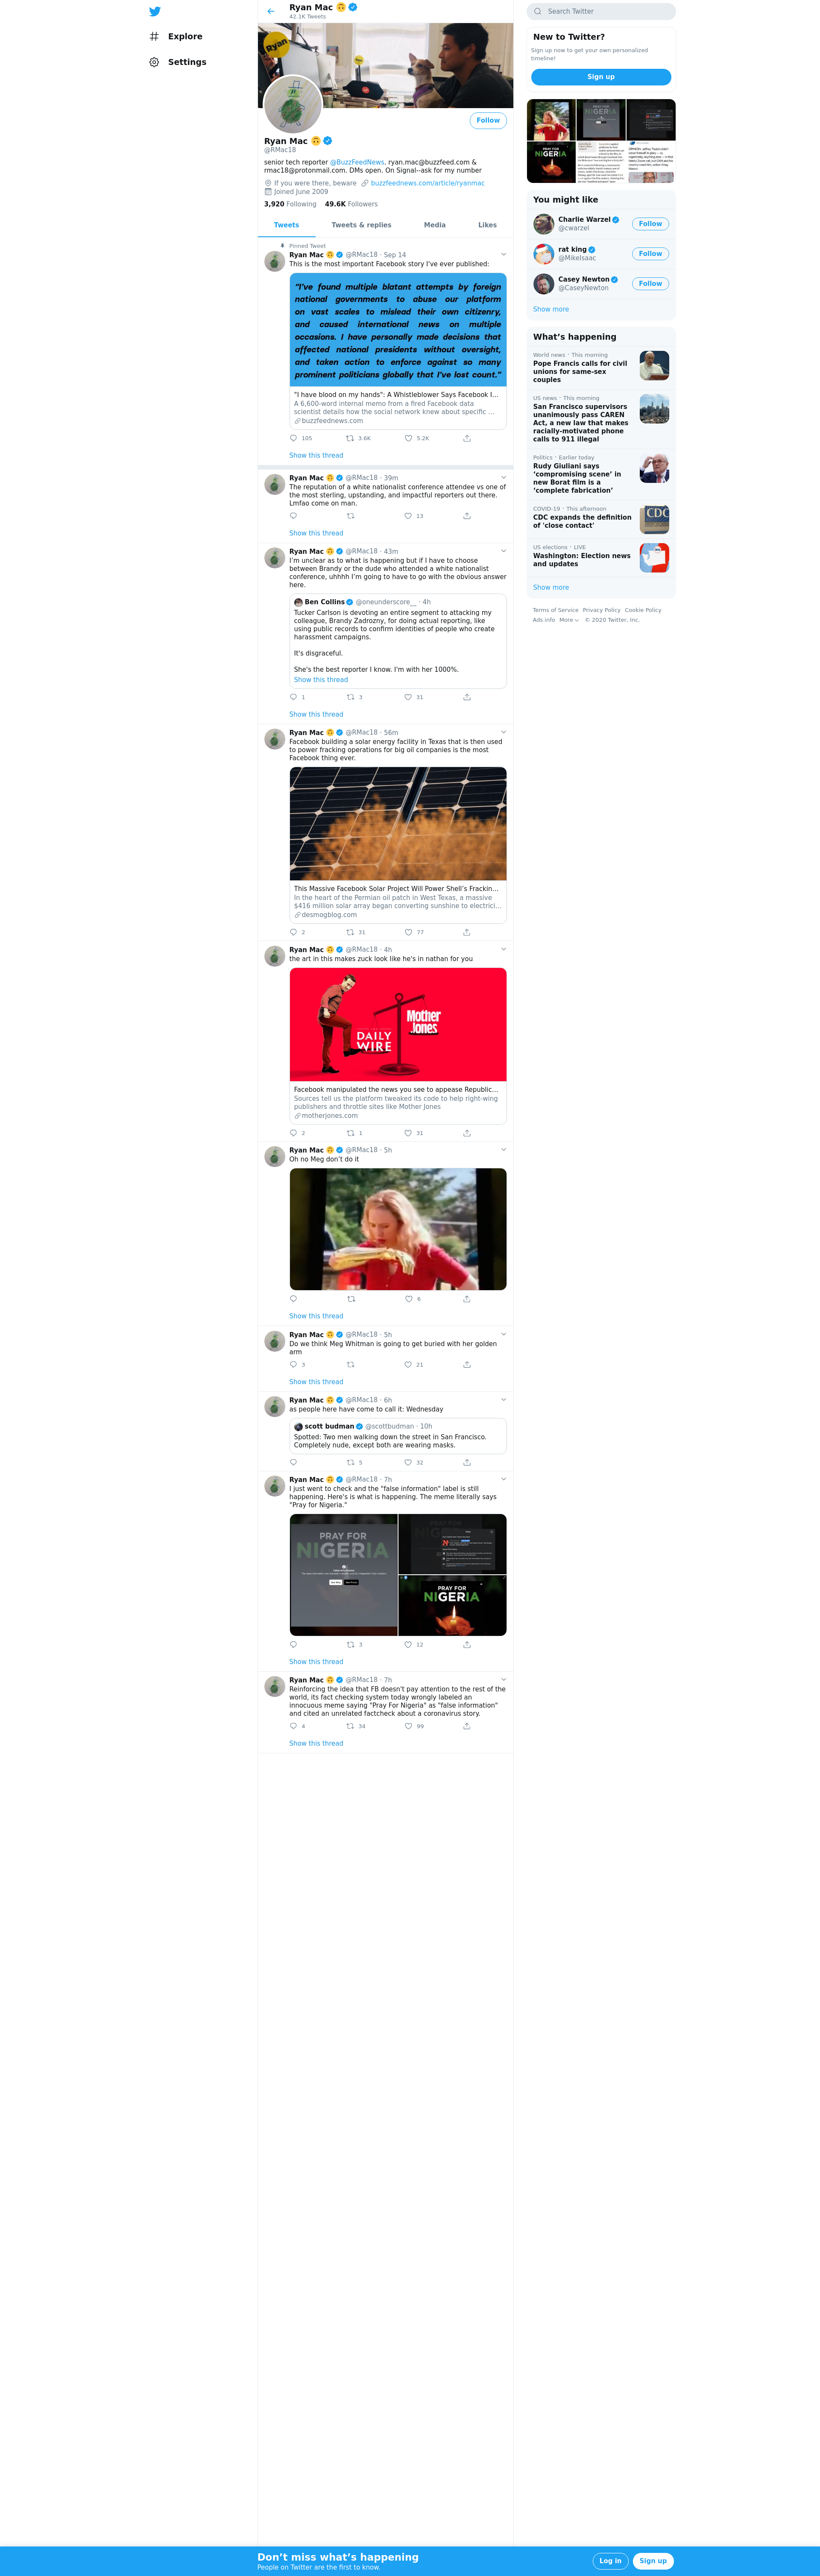 Explore
Settings
Ryan Mac 🙃
42.1K Tweets
Ryan
Follow
Ryan Mac 🙃
@RMac18
senior tech reporter @BuzzFeedNews. ryan.mac@buzzfeed.com &
rmac18@protonmail.com. DMs open. On Signal--ask for my number
If you were there, beware buzzfeednews.com/article/ryanmac
Joined June 2009
3,920 Following 49.6K Followers
Tweets Tweets & replies Media Likes
Pinned Tweet
Ryan Mac 🙃 @RMac18 · Sep 14
This is the most important Facebook story I've ever published:
"I've found multiple blatant attempts by foreign
national governments to abuse our platform
on vast scales to mislead their own citizenry,
and caused international news on multiple
occasions. I have personally made decisions that
affected national presidents without oversight,
and taken action to enforce against so many
prominent politicians globally that I've lost count."
"I have blood on my hands": A Whistleblower Says Facebook I...
A 6,600-word internal memo from a fired Facebook data
scientist details how the social network knew about specific ...
buzzfeednews.com
105 3.6K 5.2K
Show this thread
Ryan Mac 🙃 @RMac18 · 39m
The reputation of a white nationalist conference attendee vs one of
the most sterling, upstanding, and impactful reporters out there.
Lmfao come on man.
13
Show this thread
Ryan Mac 🙃 @RMac18 · 43m
I'm unclear as to what is happening but if I have to choose
between Brandy or the dude who attended a white nationalist
conference, uhhhh I'm going to have to go with the obvious answer
here.
Ben Collins @oneunderscore__ · 4h
Tucker Carlson is devoting an entire segment to attacking my
colleague, Brandy Zadrozny, for doing actual reporting, like
using public records to confirm identities of people who create
harassment campaigns.
It's disgraceful.
She's the best reporter I know. I'm with her 1000%.
Show this thread
1 3 31
Show this thread
Ryan Mac 🙃 @RMac18 · 56m
Facebook building a solar energy facility in Texas that is then used
to power fracking operations for big oil companies is the most
Facebook thing ever.
This Massive Facebook Solar Project Will Power Shell's Frackin...
In the heart of the Permian oil patch in West Texas, a massive
$416 million solar array began converting sunshine to electrici...
desmogblog.com
2 31 77
Ryan Mac 🙃 @RMac18 · 4h
the art in this makes zuck look like he's in nathan for you
DAILY WIRE
Mother Jones
Facebook manipulated the news you see to appease Republic...
Sources tell us the platform tweaked its code to help right-wing
publishers and throttle sites like Mother Jones
motherjones.com
2 1 31
Ryan Mac 🙃 @RMac18 · 5h
Oh no Meg don't do it
6
Show this thread
Ryan Mac 🙃 @RMac18 · 5h
Do we think Meg Whitman is going to get buried with her golden
arm
3 21
Show this thread
Ryan Mac 🙃 @RMac18 · 6h
as people here have come to call it: Wednesday
scott budman @scottbudman · 10h
Spotted: Two men walking down the street in San Francisco.
Completely nude, except both are wearing masks.
5 32
Ryan Mac 🙃 @RMac18 · 7h
I just went to check and the "false information" label is still
happening. Here's is what is happening. The meme literally says
"Pray for Nigeria."
PRAY FOR
NIGERIA
PRAY FOR
NIGERIA
PRAY FOR
NIGERIA
3 12
Show this thread
Ryan Mac 🙃 @RMac18 · 7h
Reinforcing the idea that FB doesn't pay attention to the rest of the
world, its fact checking system today wrongly labeled an
innocuous meme saying "Pray For Nigeria" as "false information"
and cited an unrelated factcheck about a coronavirus story.
4 34 99
Show this thread
Search Twitter
New to Twitter?
Sign up now to get your own personalized
timeline!
Sign up
PRAY FOR
NIGERIA
PRAY FOR
NIGERIA
You might like
Charlie Warzel
@cwarzel
Follow
rat king
@MikeIsaac
Follow
Casey Newton
@CaseyNewton
Follow
Show more
What's happening
World news · This morning
Pope Francis calls for civil
unions for same-sex
couples
US news · This morning
San Francisco supervisors
unanimously pass CAREN
Act, a new law that makes
racially-motivated phone
calls to 911 illegal
Politics · Earlier today
Rudy Giuliani says
'compromising scene' in
new Borat film is a
'complete fabrication'
COVID-19 · This afternoon
CDC expands the definition
of 'close contact'
CDC
US elections · LIVE
Washington: Election news
and updates
Show more
Terms of Service Privacy Policy Cookie Policy
Ads info More © 2020 Twitter, Inc.
Don't miss what's happening
People on Twitter are the first to know.
Log in Sign up